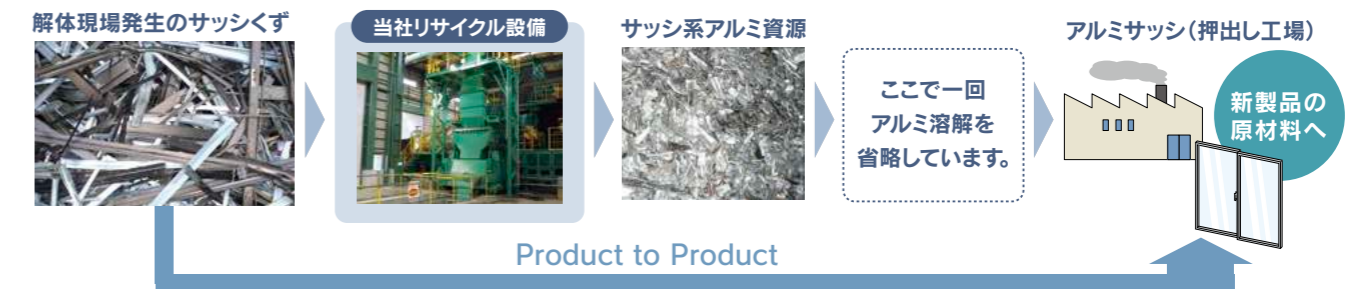 解体現場発生のサッシくず
当社リサイクル設備
サッシ系アルミ資源
ここで一回
アルミ溶解を
省略しています。
アルミサッシ（押出し工場）
新製品の
原材料へ
Product to Product